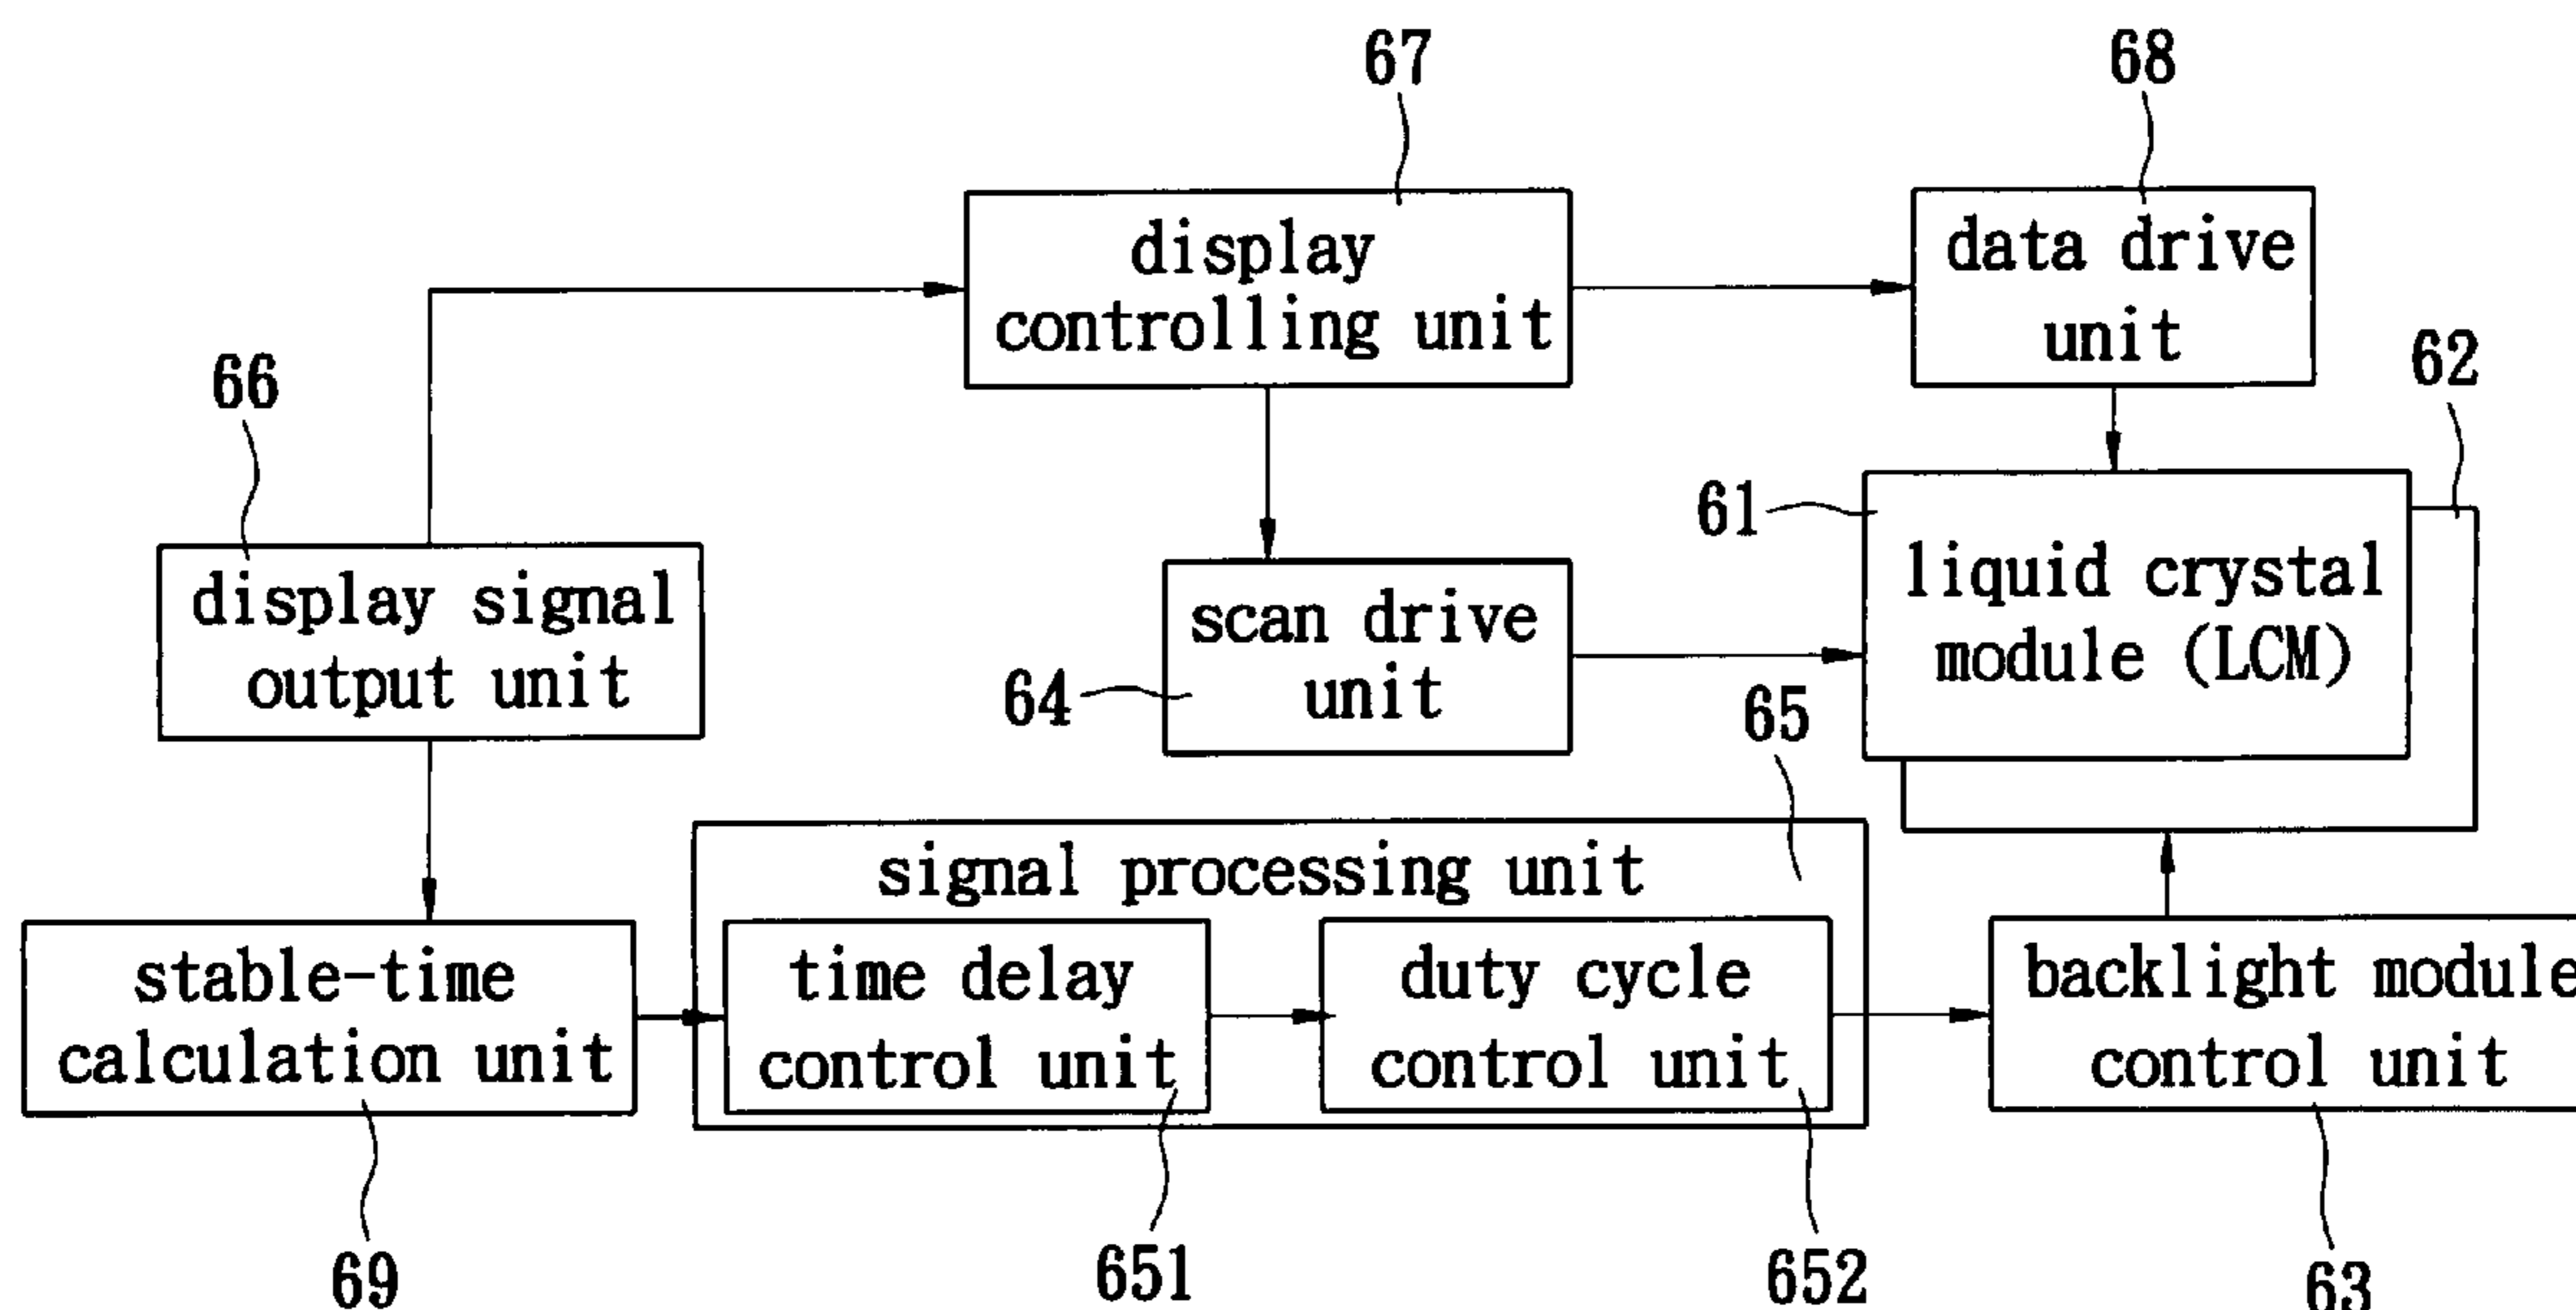 67
68
display
controlling unit
data drive
unit
62
66
61
display signal
output unit
scan drive
unit
liquid crystal
module (LCM)
64
65
signal processing unit
stable-time
calculation unit
time delay
control unit
duty cycle
control unit
backlight module
control unit
69
651
652
63